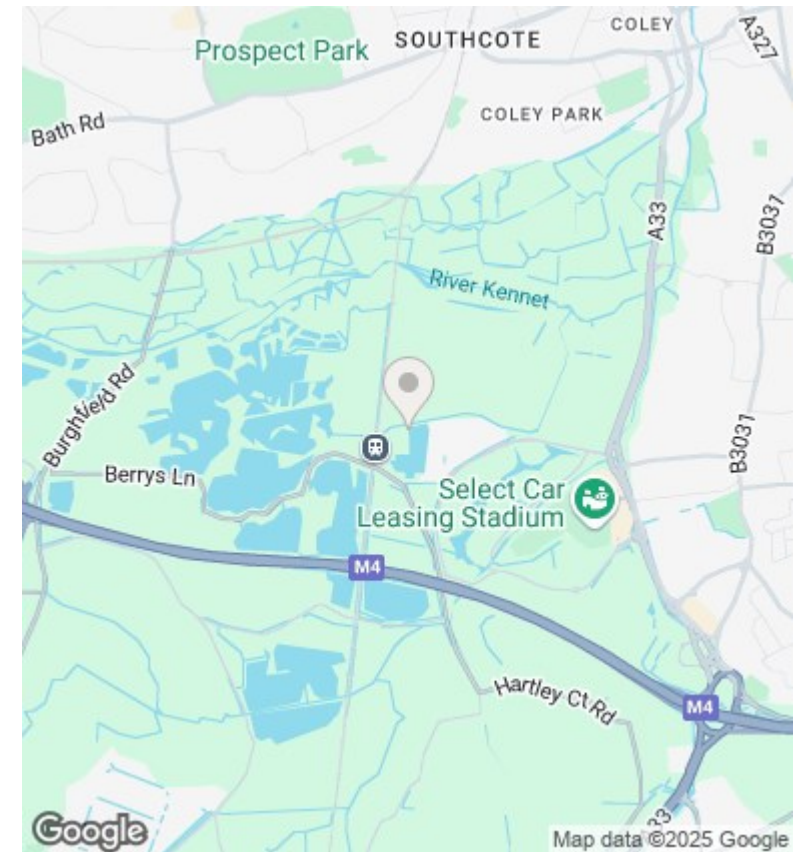 COLEY
A327
Prospect Park
SOUTHCOTE
COLEY PARK
Bath Rd
A33
B3031
River Kennet
Burghfield Rd
B3031
Berrys Ln
Select Car
Leasing Stadium
M4
Hartley Ct Rd
M4
A33
Google
Map data ©2025 Google